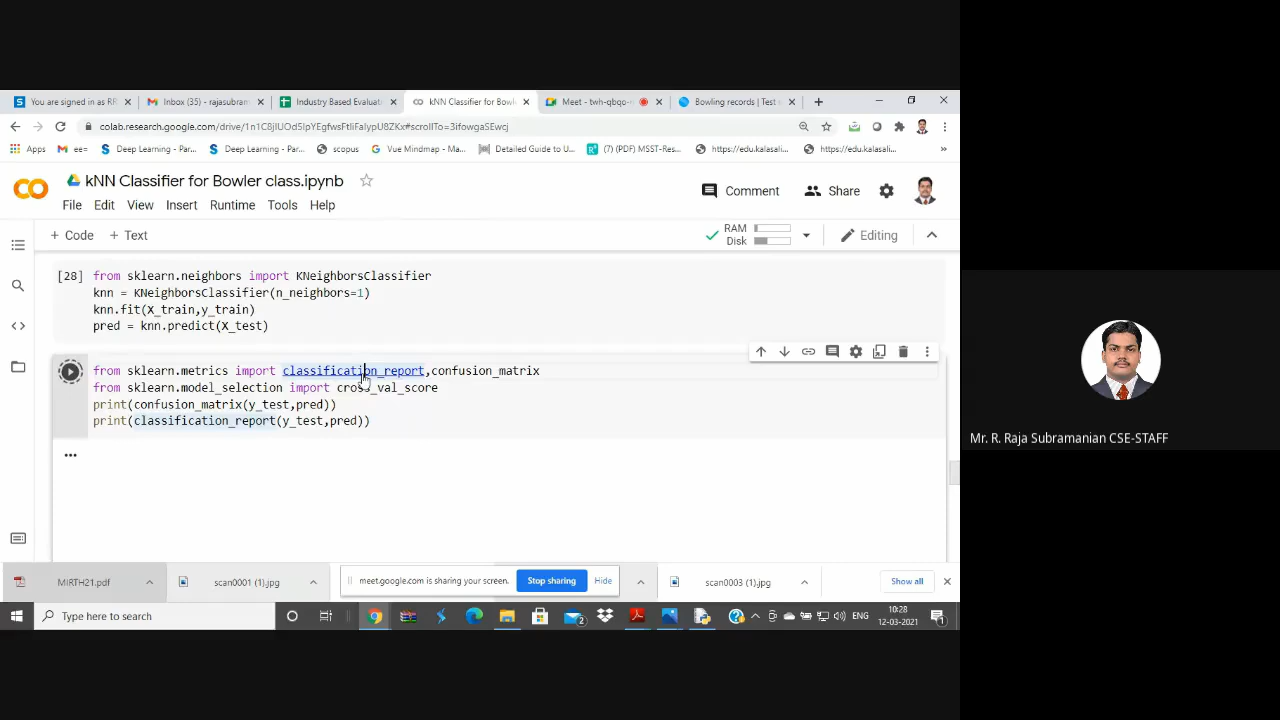 You are signed in as RR
Inbox (35) - rajasubram
Industry Based Evaluati
kNN Classifier for Bowle
Meet - twh-qbqo-
Bowling records | Test
colab.research.google.com/drive/1n1C8jIUOd5IpYEgfwsFtliFaIypU8ZKx#scrollTo=3ifowgaSEwcj
Apps
ee=
Deep Learning - Par...
Deep Learning - Par...
scopus
Vue Mindmap - Ma...
Detailed Guide to U...
(7) (PDF) MSST-Res...
https://edu.kalasali...
https://edu.kalasali...
»
kNN Classifier for Bowler class.ipynb
Comment
Share
File Edit View Insert Runtime Tools Help
+ Code + Text
RAM
Disk
Editing
[28] from sklearn.neighbors import KNeighborsClassifier
knn = KNeighborsClassifier(n_neighbors=1)
knn.fit(X_train,y_train)
pred = knn.predict(X_test)
from sklearn.metrics import classification_report,confusion_matrix
from sklearn.model_selection import cross_val_score
print(confusion_matrix(y_test,pred))
print(classification_report(y_test,pred))
Mr. R. Raja Subramanian CSE-STAFF
MIRTH21.pdf
scan0001 (1).jpg
meet.google.com is sharing your screen.
Stop sharing
Hide
scan0003 (1).jpg
Show all
Type here to search
2
ENG
10:28
12-03-2021
1